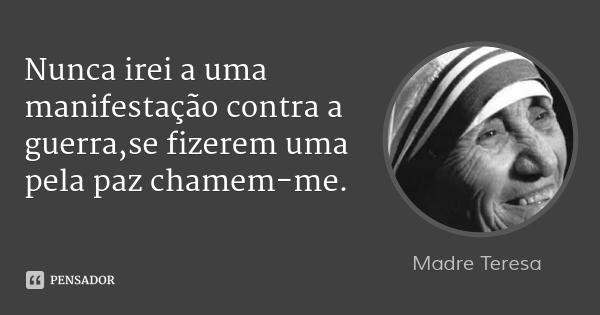 Nunca irei a uma
manifestação contra a
guerra,se fizerem uma
pela paz chamem-me.
Madre Teresa
PENSADOR